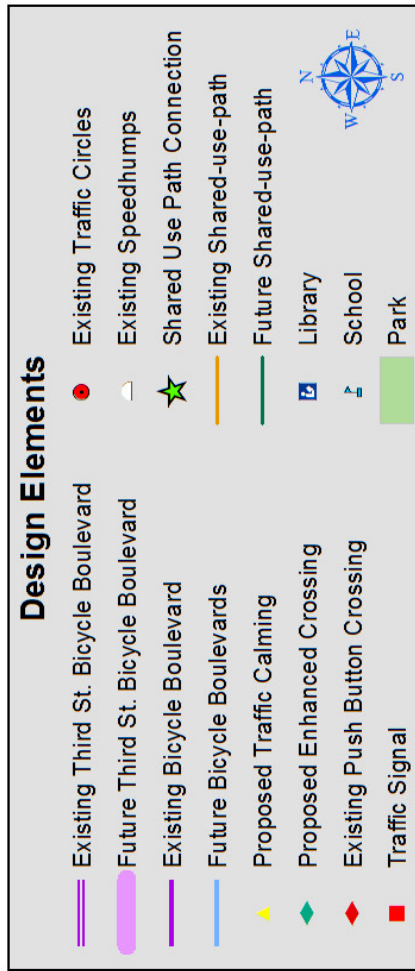 Design Elements
Existing Third St. Bicycle Boulevard
Future Third St. Bicycle Boulevard
Existing Bicycle Boulevard
Future Bicycle Boulevards
Proposed Traffic Calming
Proposed Enhanced Crossing
Existing Push Button Crossing
Traffic Signal
Existing Traffic Circles
Existing Speedhumps
Shared Use Path Connection
Existing Shared-use-path
Future Shared-use-path
Library
School
Park
N
E
S
W